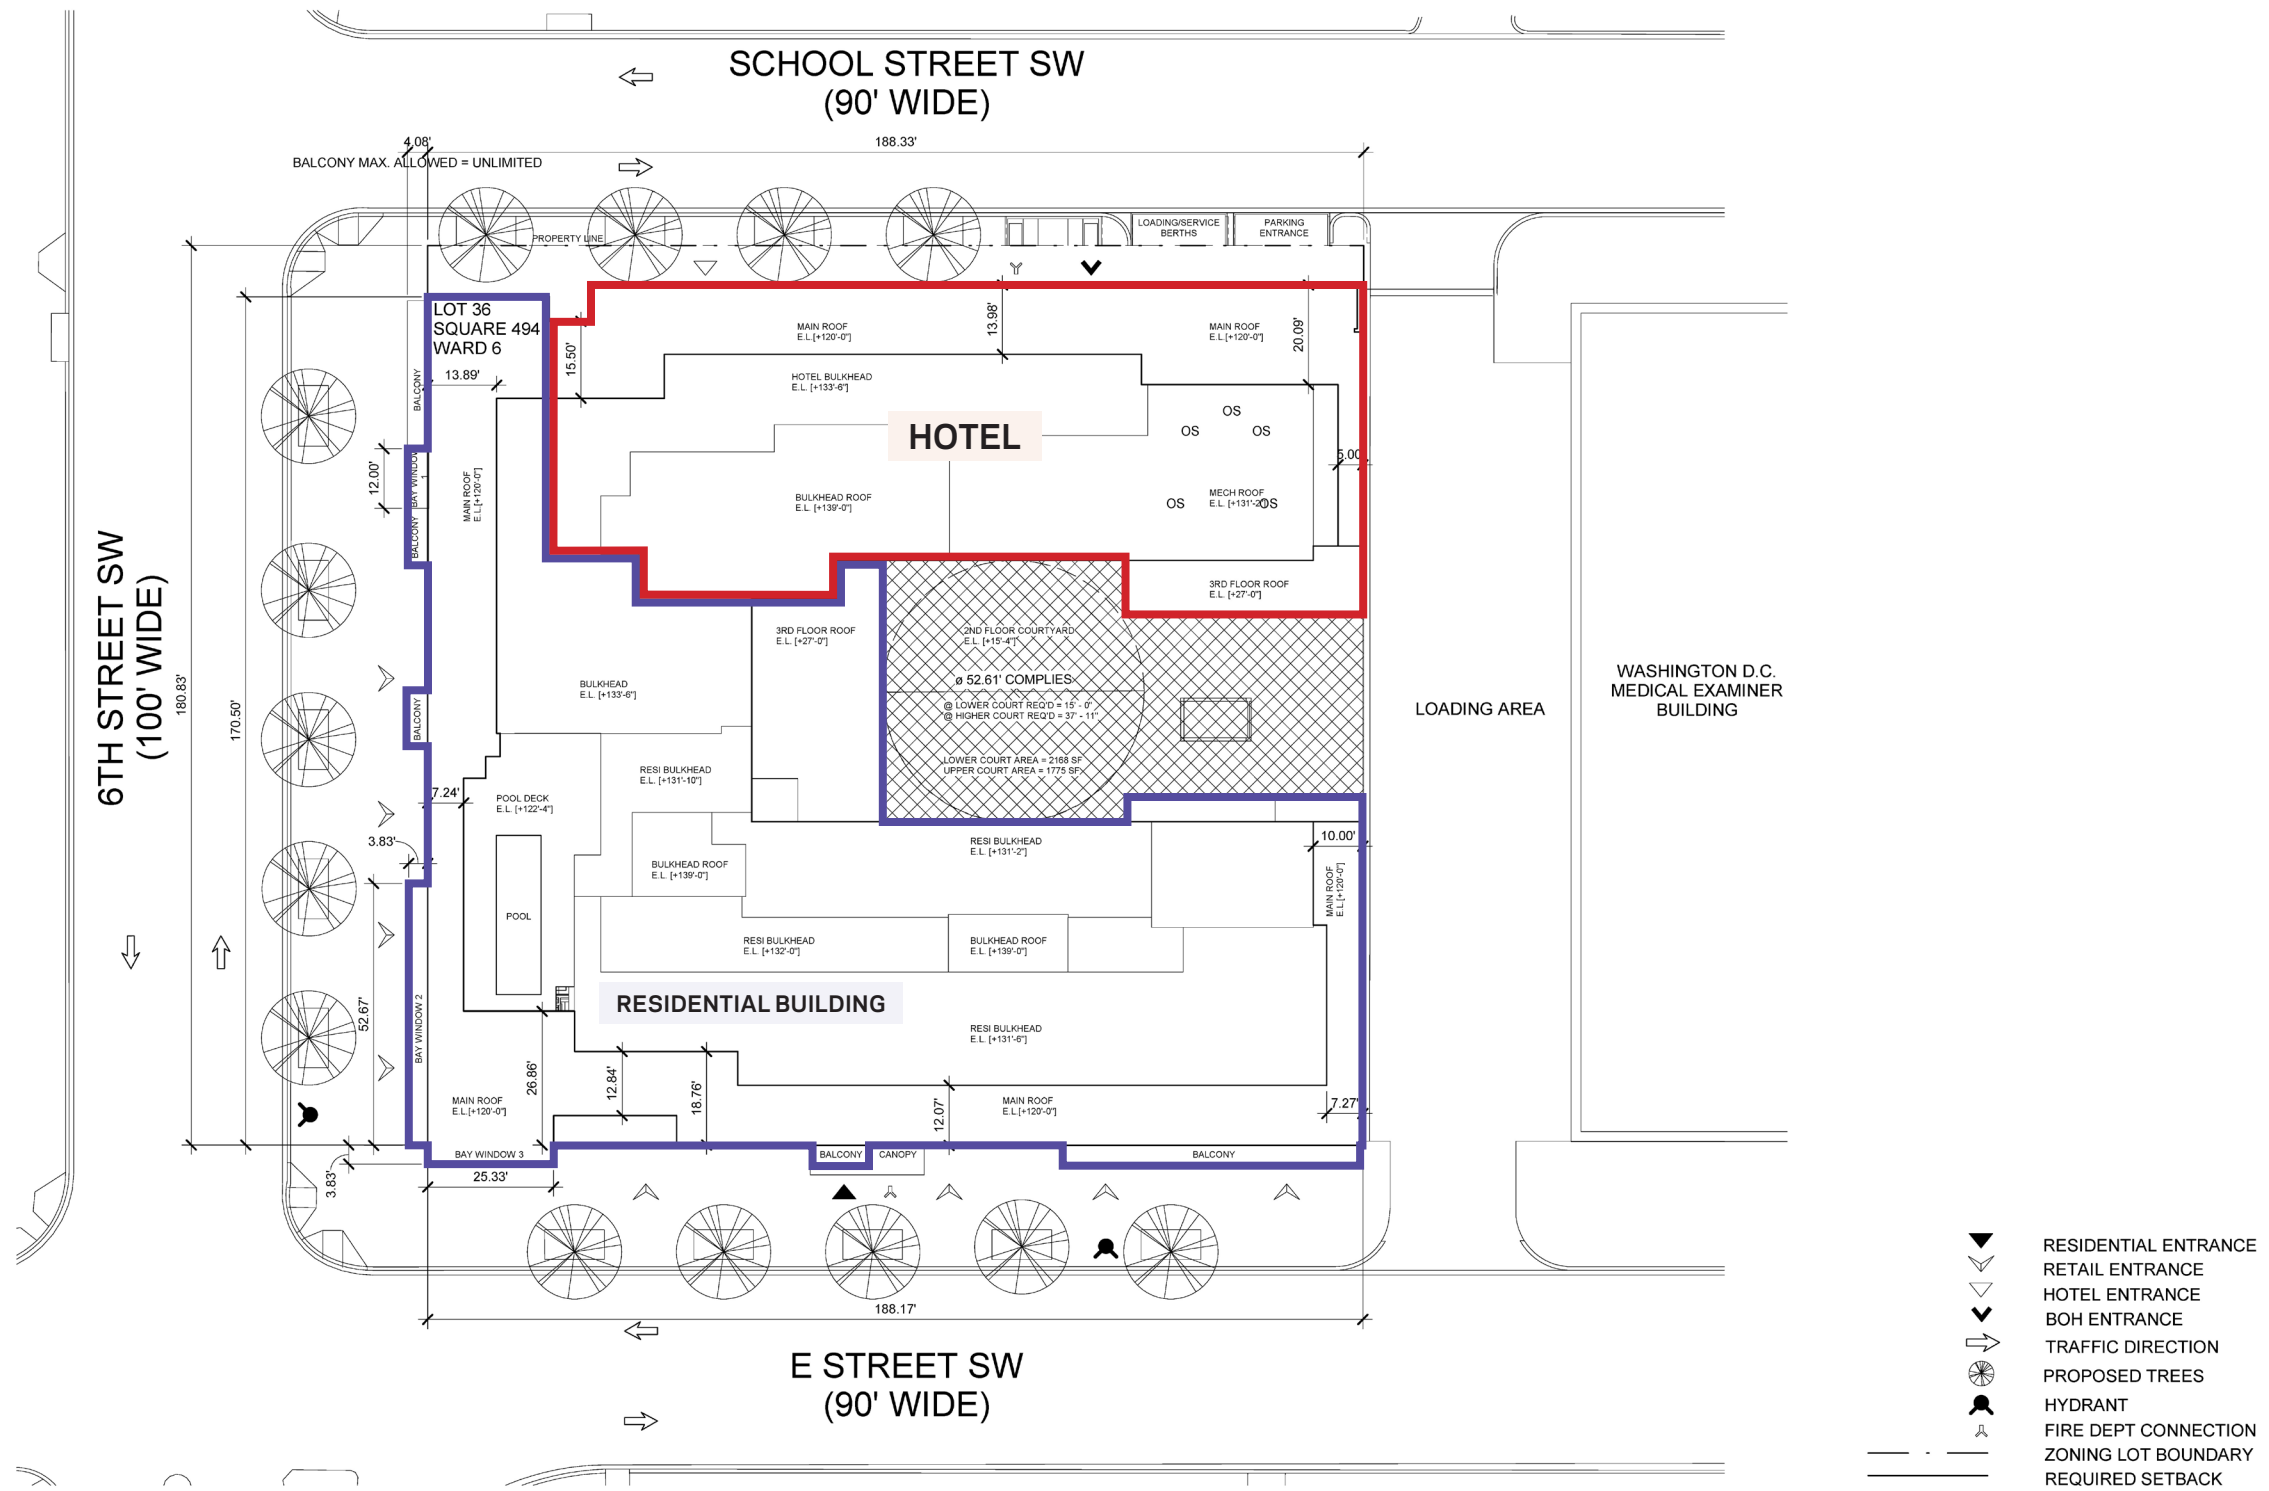 SCHOOL STREET SW
(90' WIDE)
4.08'
188.33'
BALCONY MAX. ALLOWED = UNLIMITED
PROPERTY LINE
LOADING/SERVICE
BERTHS
PARKING
ENTRANCE
LOT 36
SQUARE 494
WARD 6
13.89'
15.50'
MAIN ROOF
E.L.[+120'-0"]
13.98'
MAIN ROOF
E.L.[+120'-0"]
20.09'
HOTEL BULKHEAD
E.L. [+133'-6"]
HOTEL
OS
OS
OS
5.00'
BULKHEAD ROOF
E.L. [+139'-0"]
MECH ROOF
E.L. [+131'-2"]
OS
OS
BALCONY
BAY WINDOW
1
BALCONY
12.00'
MAIN ROOF
E.L.[+120'-0"]
3RD FLOOR ROOF
E.L. [+27'-0"]
6TH STREET SW
(100' WIDE)
180.83'
170.50'
3RD FLOOR ROOF
E.L. [+27'-0"]
2ND FLOOR COURTYARD
E.L. [+15'-4"]
ø 52.61' COMPLIES
@ LOWER COURT REQ'D = 15' - 0"
@ HIGHER COURT REQ'D = 37' - 11"
LOWER COURT AREA = 2168 SF
UPPER COURT AREA = 1775 SF
BULKHEAD
E.L. [+133'-6"]
BALCONY
LOADING AREA
WASHINGTON D.C.
MEDICAL EXAMINER
BUILDING
RESI BULKHEAD
E.L. [+131'-10"]
7.24'
POOL DECK
E.L. [+122'-4"]
3.83'
BULKHEAD ROOF
E.L. [+139'-0"]
RESI BULKHEAD
E.L. [+131'-2"]
10.00'
MAIN ROOF
E.L.[+120'-0"]
POOL
RESI BULKHEAD
E.L. [+132'-0"]
BULKHEAD ROOF
E.L. [+139'-0"]
RESIDENTIAL BUILDING
52.67'
BAY WINDOW 2
RESI BULKHEAD
E.L. [+131'-6"]
26.86'
12.84'
18.76'
12.07'
MAIN ROOF
E.L.[+120'-0"]
MAIN ROOF
E.L.[+120'-0"]
7.27'
BAY WINDOW 3
BALCONY
CANOPY
BALCONY
3.83'
25.33'
188.17'
E STREET SW
(90' WIDE)
RESIDENTIAL ENTRANCE
RETAIL ENTRANCE
HOTEL ENTRANCE
BOH ENTRANCE
TRAFFIC DIRECTION
PROPOSED TREES
HYDRANT
FIRE DEPT CONNECTION
ZONING LOT BOUNDARY
REQUIRED SETBACK